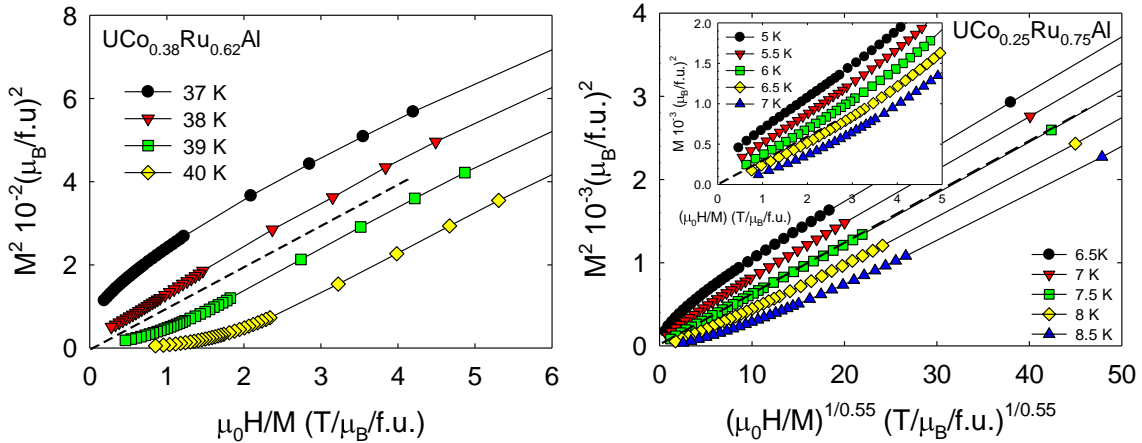 UCo0.38Ru0.62Al
37 K
38 K
39 K
40 K
M2 10-2(μB/f.u)2
8
6
4
2
0
0 1 2 3 4 5 6
μ0H/M (T/μB/f.u.)
UCo0.25Ru0.75Al
5 K
5.5 K
6 K
6.5 K
7 K
M 10-3 (μB/f.u.)2
2.0
1.5
1.0
0.5
0.0
0 1 2 3 4 5
(μ0H/M) (T/μB/f.u.)
6.5K
7 K
7.5 K
8 K
8.5 K
M2 10-3(μB/f.u.)2
4
3
2
1
0
0 10 20 30 40 50
(μ0H/M)1/0.55 (T/μB/f.u.)1/0.55